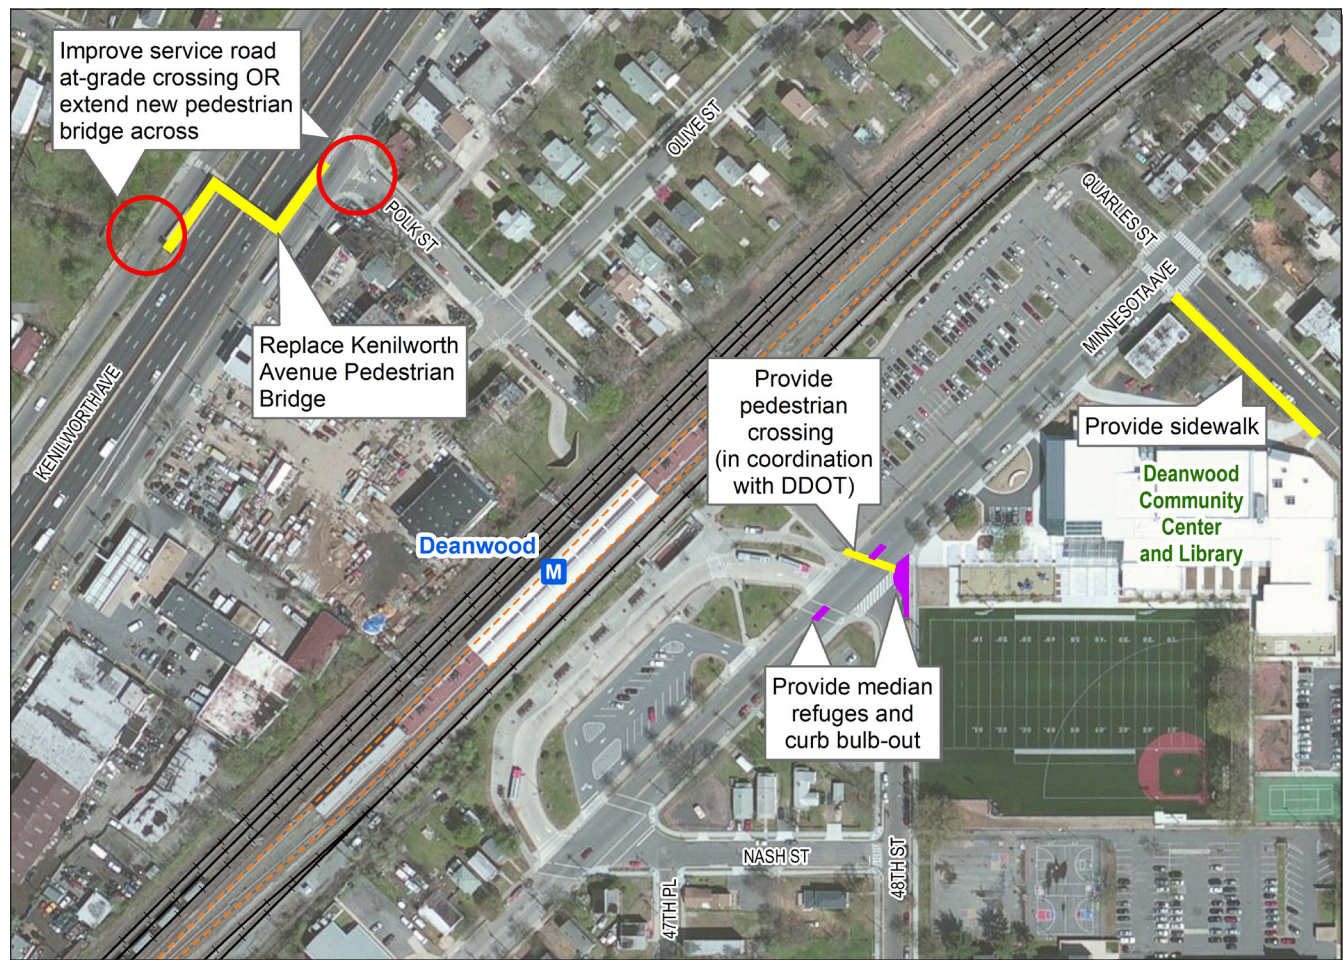 Improve service road
at-grade crossing OR
extend new pedestrian
bridge across
OLIVE ST
POLK ST
QUARLES ST
MINNESOTA AVE
KENILWORTH AVE
Replace Kenilworth
Avenue Pedestrian
Bridge
Provide
pedestrian
crossing
(in coordination
with DDOT)
Provide sidewalk
Deanwood
Community
Center
and Library
Deanwood
M
Provide median
refuges and
curb bulb-out
NASH ST
47TH PL
48TH ST